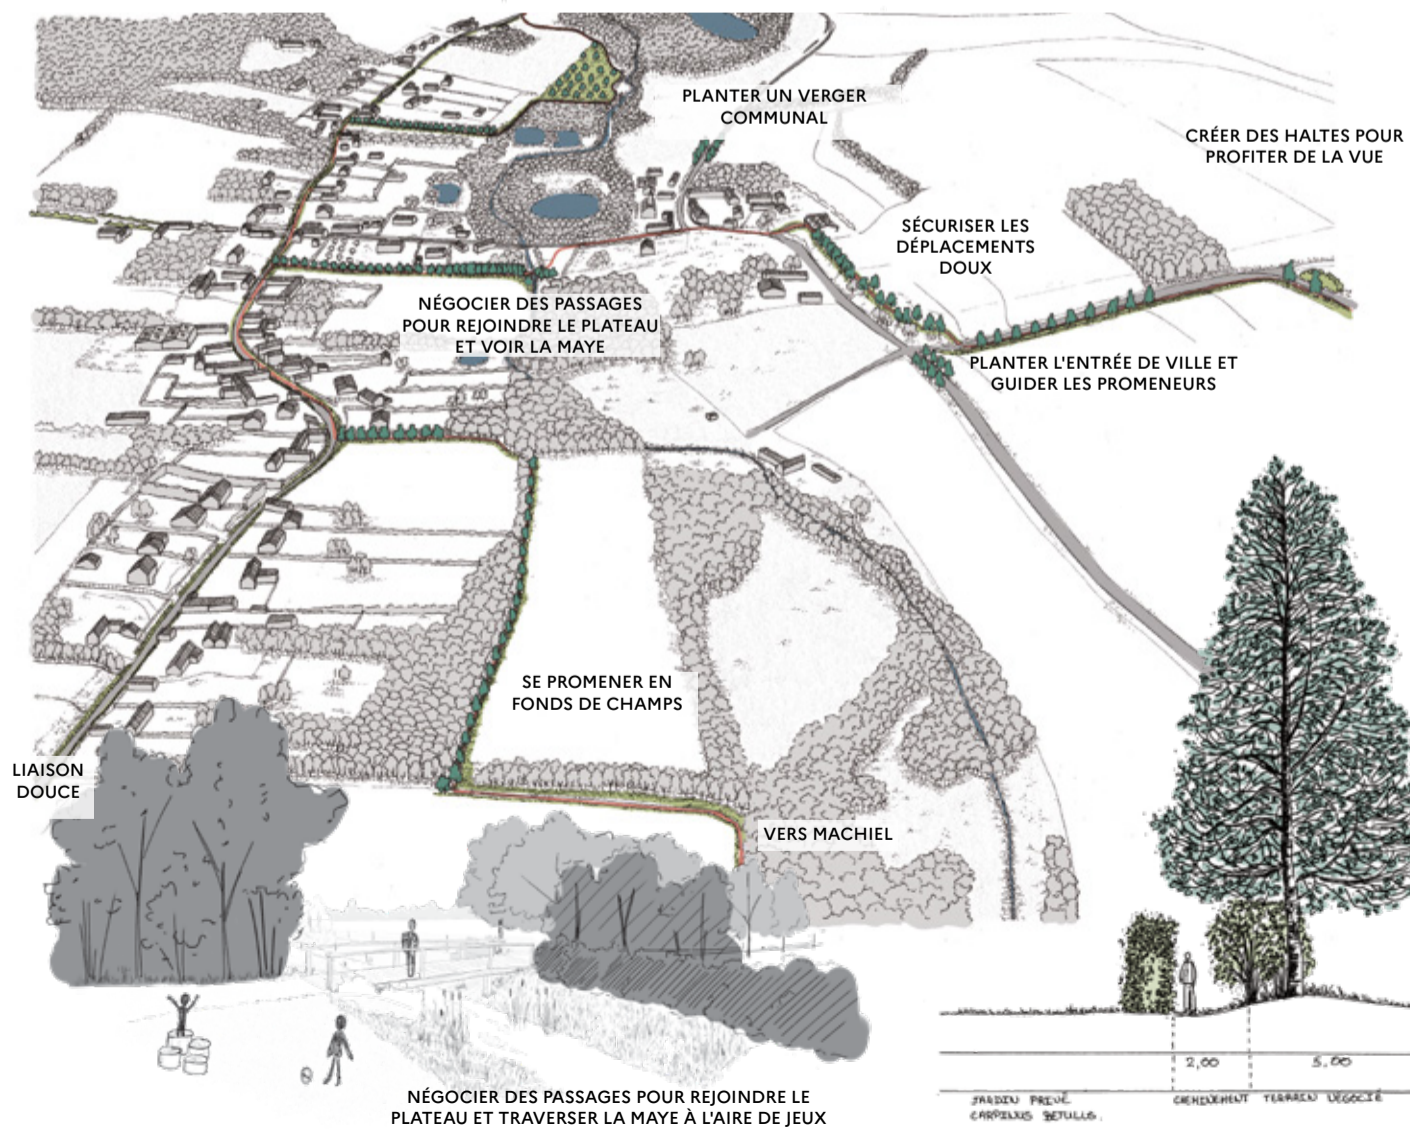 PLANTER UN VERGER
COMMUNAL
CRÉER DES HALTES POUR
PROFITER DE LA VUE
SÉCURISER LES
DÉPLACEMENTS
DOUX
NÉGOCIER DES PASSAGES
POUR REJOINDRE LE PLATEAU
ET VOIR LA MAYE
PLANTER L'ENTRÉE DE VILLE ET
GUIDER LES PROMENEURS
SE PROMENER EN
FONDS DE CHAMPS
LIAISON
DOUCE
VERS MACHIEL
NÉGOCIER DES PASSAGES POUR REJOINDRE LE
PLATEAU ET TRAVERSER LA MAYE À L'AIRE DE JEUX
2,00
5.00
JARDIN PRIVÉ
CARPINUS BETULUS.
CHEMINEMENT
TERRAIN NÉGOCIÉ